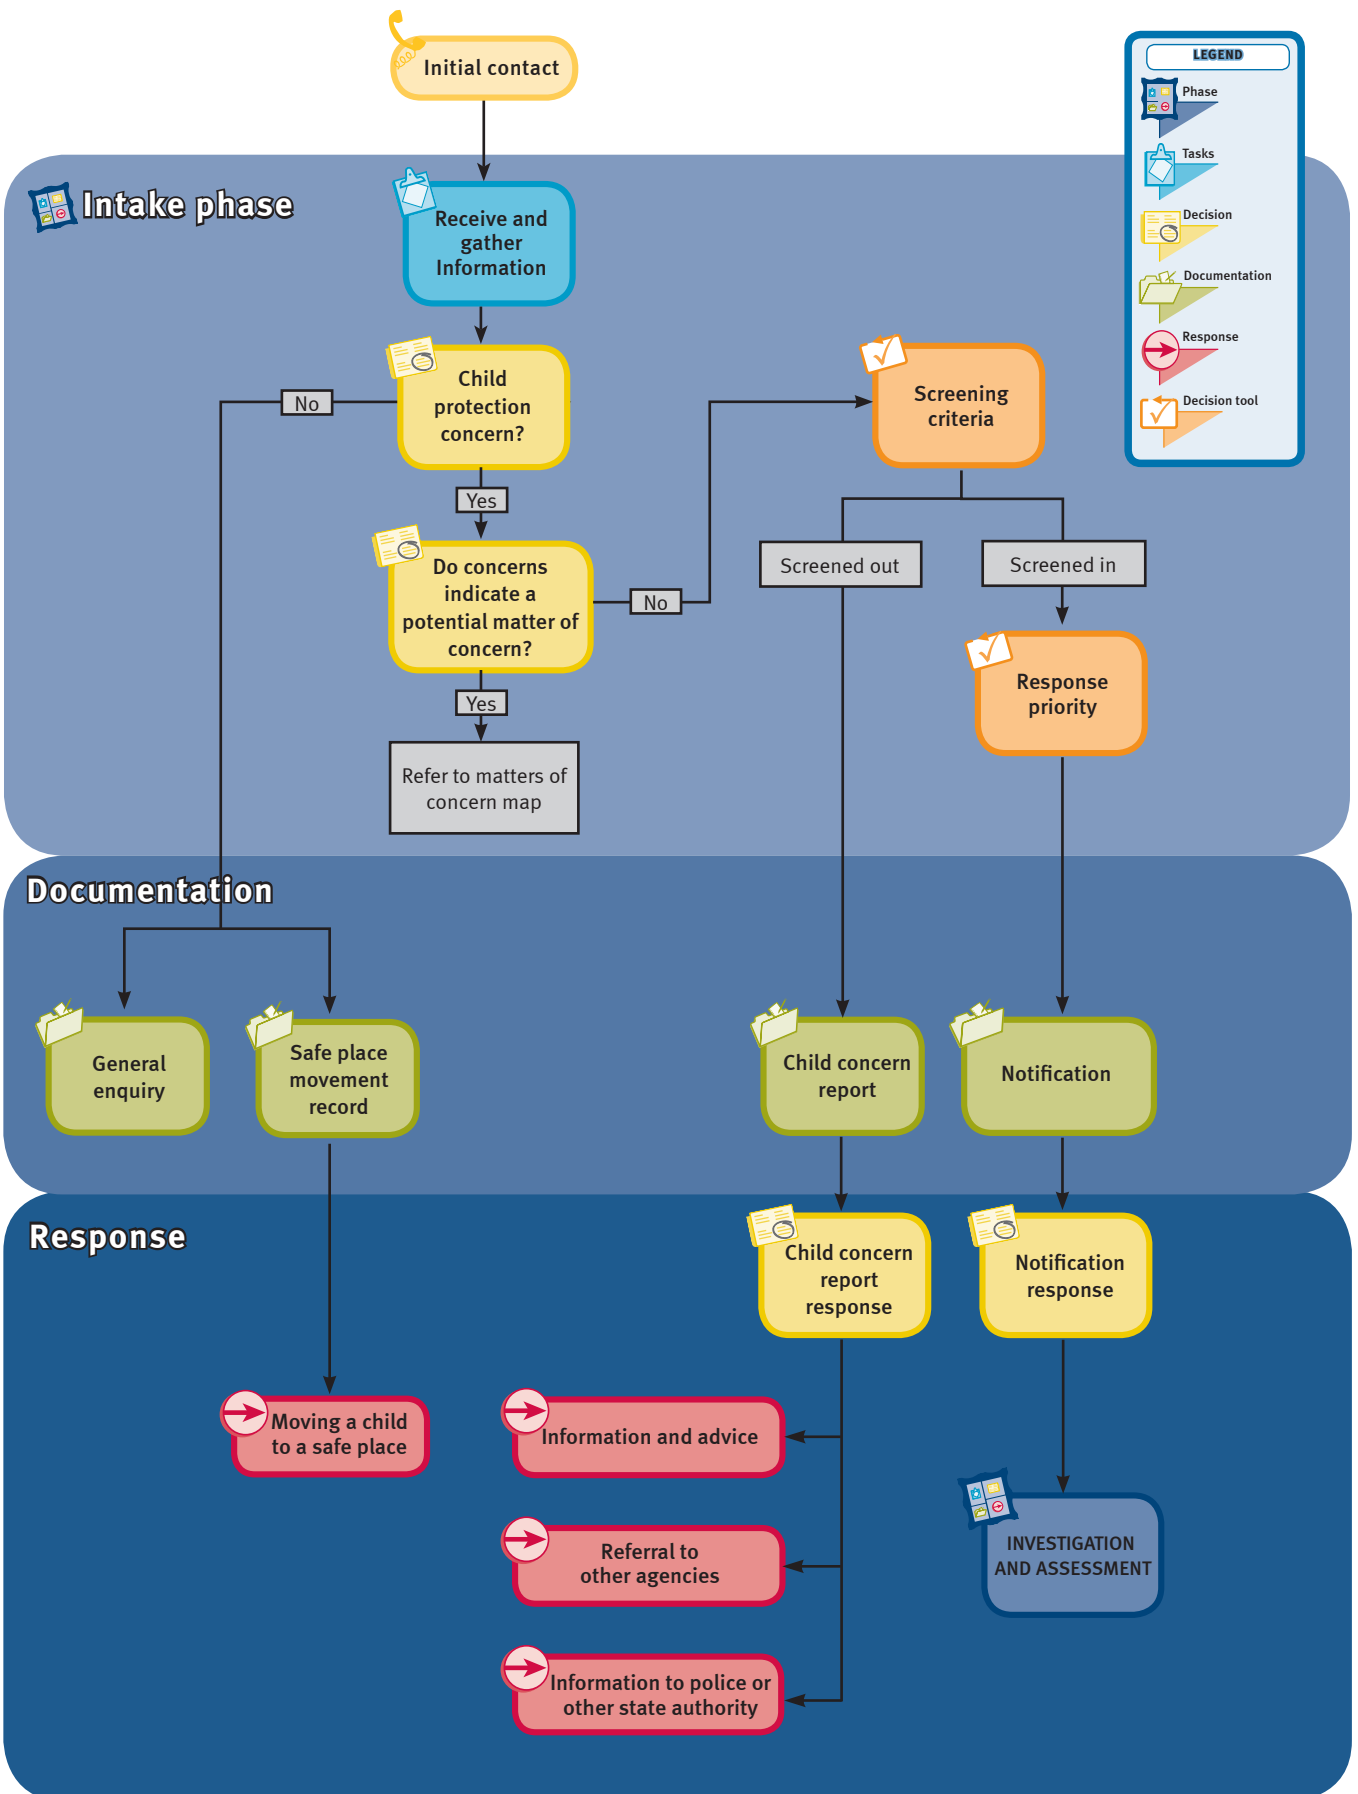 Initial contact
LEGEND
Phase
Tasks
Decision
Documentation
Response
Decision tool
Intake phase
Receive and
gather
Information
Child
protection
concern?
No
Yes
Do concerns
indicate a
potential matter of
concern?
No
Yes
Refer to matters of
concern map
Screening
criteria
Screened out
Screened in
Response
priority
Documentation
General
enquiry
Safe place
movement
record
Child concern
report
Notification
Response
Child concern
report
response
Notification
response
Moving a child
to a safe place
Information and advice
Referral to
other agencies
Information to police or
other state authority
INVESTIGATION
AND ASSESSMENT